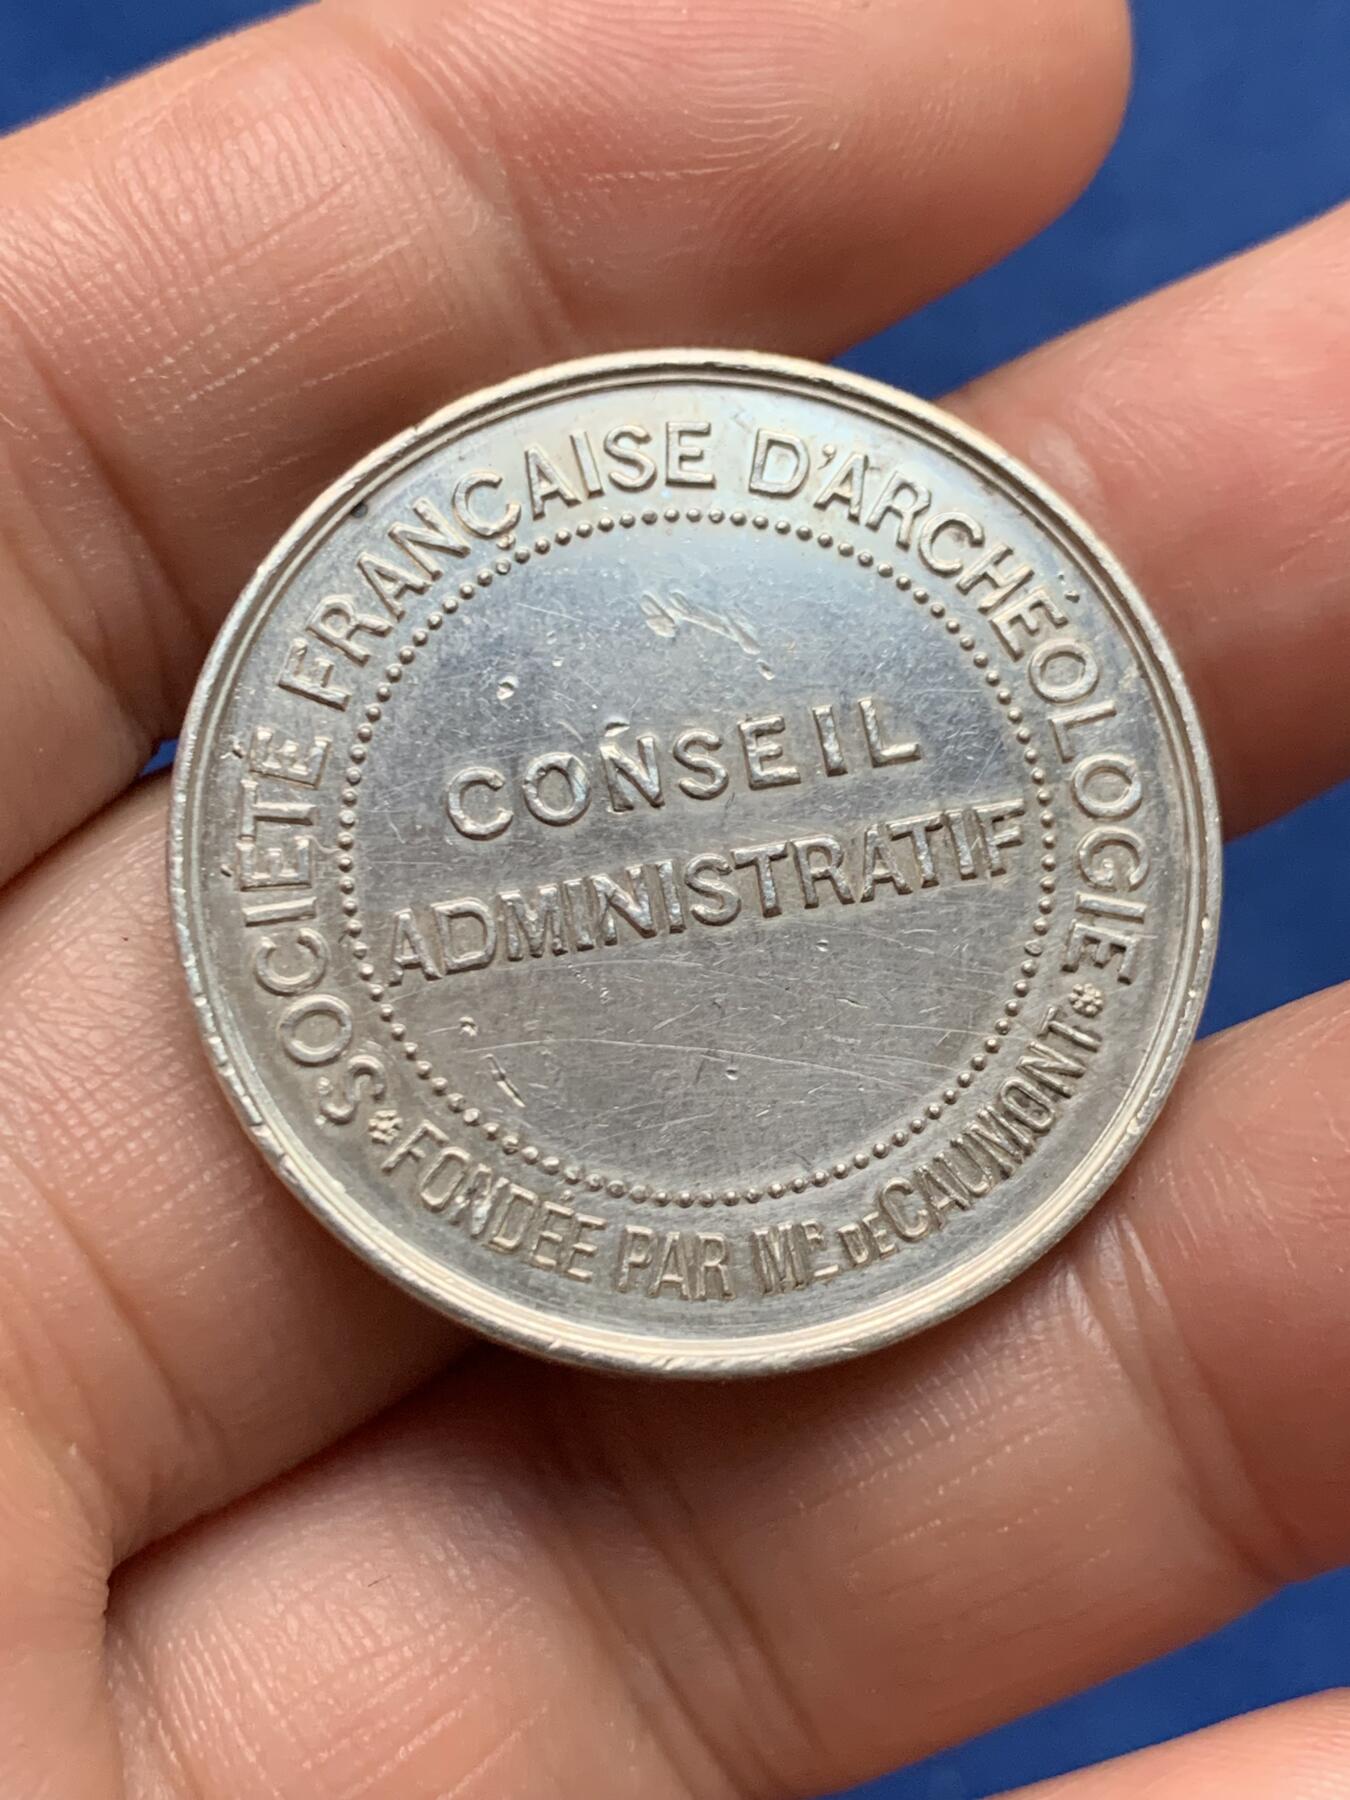 SOCIÉTÉ FRANÇAISE D'ARCHÉOLOGIE
CONSEIL
ADMINISTRATIF
FONDÉE PAR MR DE CAUMONT